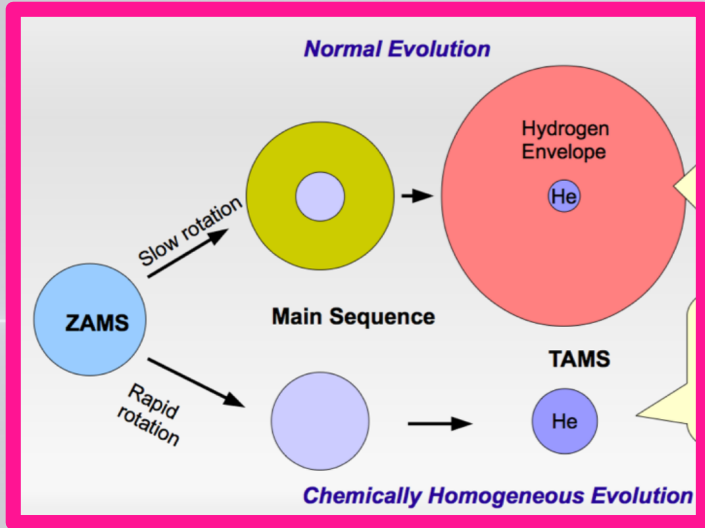 Normal Evolution
Hydrogen
Envelope
He
Slow rotation
ZAMS
Main Sequence
TAMS
Rapid
rotation
He
Chemically Homogeneous Evolution